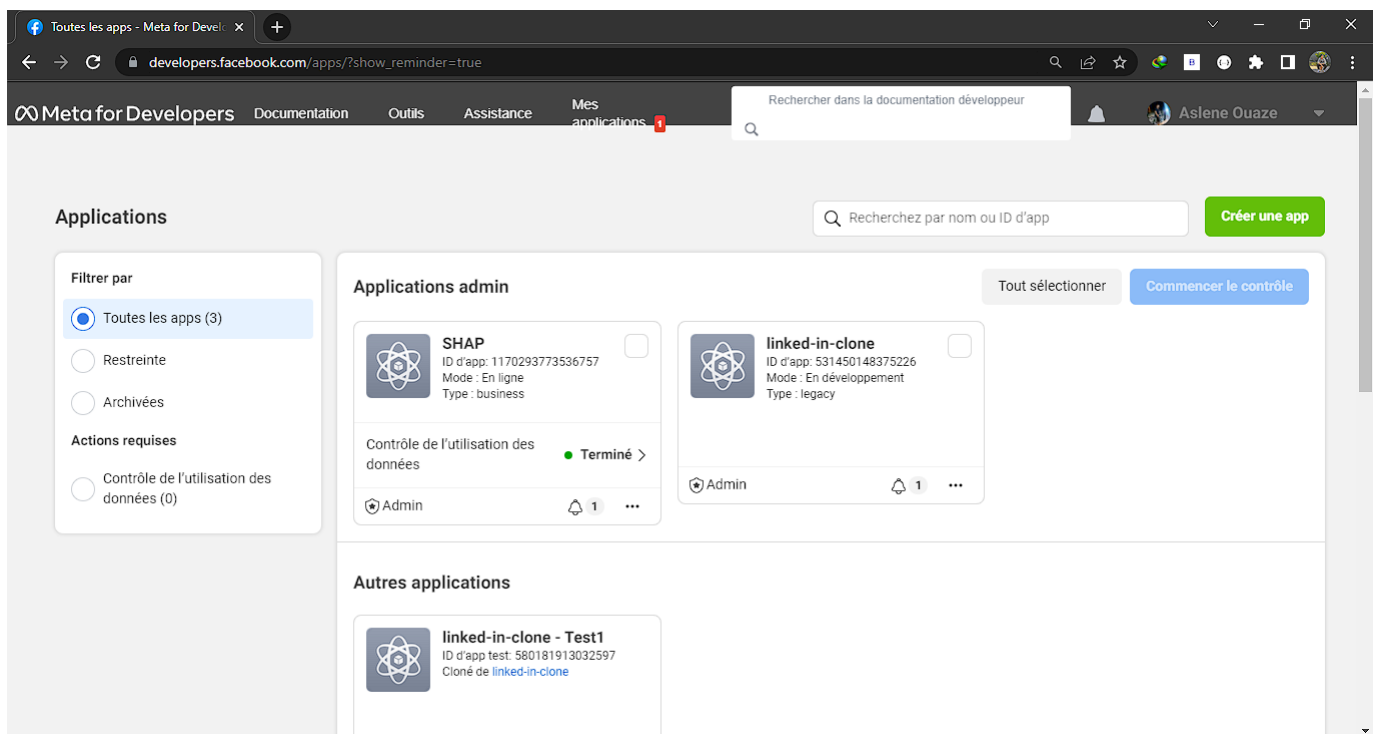 Toutes les apps - Meta for Develo
developers.facebook.com/apps/?show_reminder=true
Meta for Developers
Documentation
Outils
Assistance
Mes
applications 1
Rechercher dans la documentation développeur
Aslene Ouaze
Applications
Recherchez par nom ou ID d'app
Créer une app
Filtrer par
Toutes les apps (3)
Restreinte
Archivées
Actions requises
Contrôle de l'utilisation des
données (0)
Applications admin
Tout sélectionner
Commencer le contrôle
SHAP
ID d'app: 1170293773536757
Mode : En ligne
Type : business
Contrôle de l'utilisation des
données
Terminé
Admin
1
linked-in-clone
ID d'app: 531450148375226
Mode : En développement
Type : legacy
Admin
1
Autres applications
linked-in-clone - Test1
ID d'app test: 580181913032597
Cloné de linked-in-clone